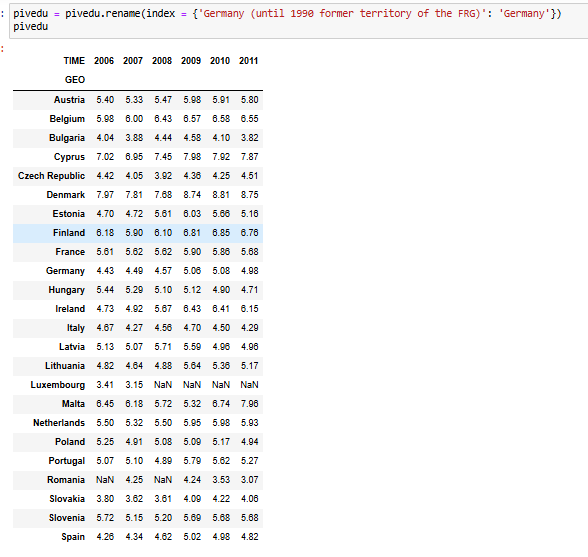 : pivedu = pivedu.rename(index = {'Germany (until 1990 former territory of the FRG)': 'Germany'})
pivedu
:
TIME 2006 2007 2008 2009 2010 2011
GEO
Austria 5.40 5.33 5.47 5.98 5.91 5.80
Belgium 5.98 6.00 6.43 6.57 6.58 6.55
Bulgaria 4.04 3.88 4.44 4.58 4.10 3.82
Cyprus 7.02 6.95 7.45 7.98 7.92 7.87
Czech Republic 4.42 4.05 3.92 4.36 4.25 4.51
Denmark 7.97 7.81 7.68 8.74 8.81 8.75
Estonia 4.70 4.72 5.61 6.03 5.66 5.16
Finland 6.18 5.90 6.10 6.81 6.85 6.76
France 5.61 5.62 5.62 5.90 5.86 5.68
Germany 4.43 4.49 4.57 5.06 5.08 4.98
Hungary 5.44 5.29 5.10 5.12 4.90 4.71
Ireland 4.73 4.92 5.67 6.43 6.41 6.15
Italy 4.67 4.27 4.56 4.70 4.50 4.29
Latvia 5.13 5.07 5.71 5.59 4.96 4.96
Lithuania 4.82 4.64 4.88 5.64 5.36 5.17
Luxembourg 3.41 3.15 NaN NaN NaN NaN
Malta 6.45 6.18 5.72 5.32 6.74 7.96
Netherlands 5.50 5.32 5.50 5.95 5.98 5.93
Poland 5.25 4.91 5.08 5.09 5.17 4.94
Portugal 5.07 5.10 4.89 5.79 5.62 5.27
Romania NaN 4.25 NaN 4.24 3.53 3.07
Slovakia 3.80 3.62 3.61 4.09 4.22 4.06
Slovenia 5.72 5.15 5.20 5.69 5.68 5.68
Spain 4.26 4.34 4.62 5.02 4.98 4.82